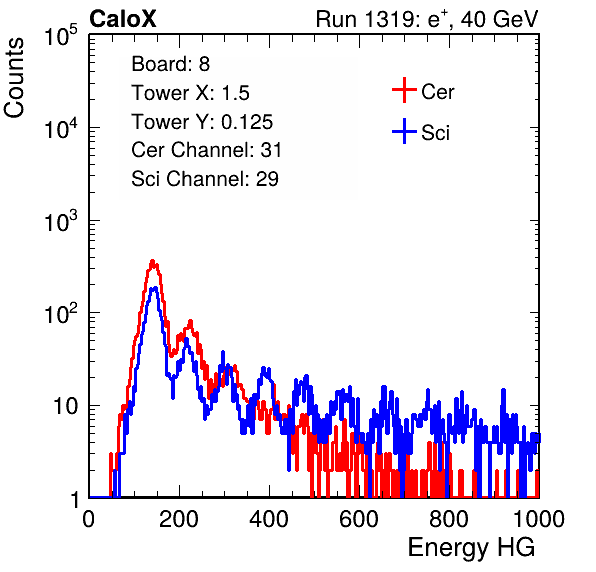 CaloX
Run 1319: e+, 40 GeV
Counts
10^5
10^4
10^3
10^2
10
1
Board: 8
Tower X: 1.5
Tower Y: 0.125
Cer Channel: 31
Sci Channel: 29
Cer
Sci
0 200 400 600 800 1000
Energy HG